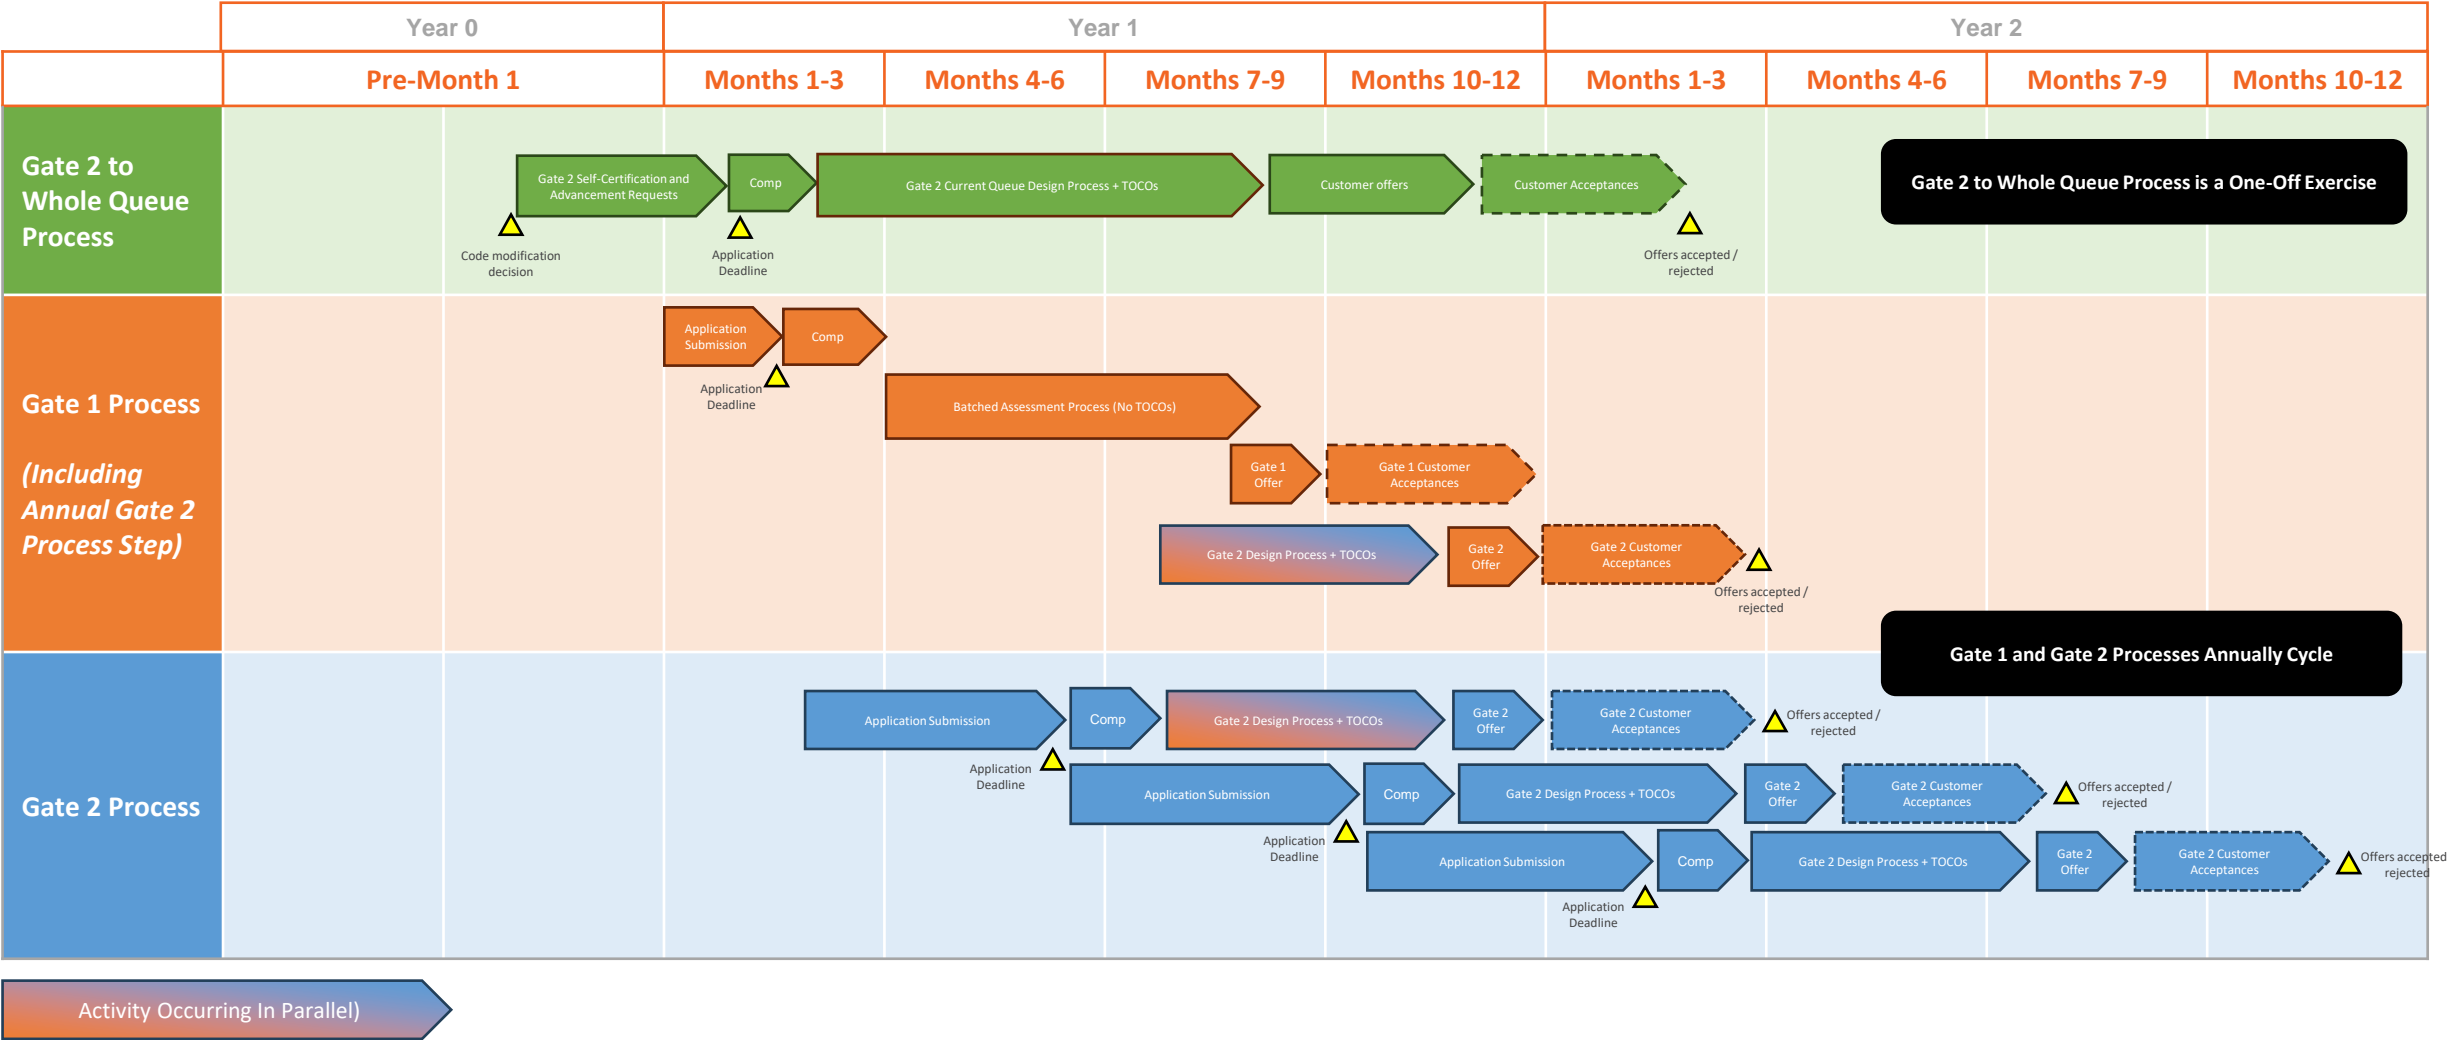 Year 0
Year 1
Year 2
Pre-Month 1
Months 1-3
Months 4-6
Months 7-9
Months 10-12
Months 1-3
Months 4-6
Months 7-9
Months 10-12
Gate 2 to
Whole Queue
Process
Gate 2 Self-Certification and
Advancement Requests
Comp
Gate 2 Current Queue Design Process + TOCOs
Customer offers
Customer Acceptances
Gate 2 to Whole Queue Process is a One-Off Exercise
Code modification
decision
Application
Deadline
Offers accepted /
rejected
Gate 1 Process
(Including
Annual Gate 2
Process Step)
Application
Submission
Comp
Application
Deadline
Batched Assessment Process (No TOCOs)
Gate 1
Offer
Gate 1 Customer
Acceptances
Gate 2 Design Process + TOCOs
Gate 2
Offer
Gate 2 Customer
Acceptances
Offers accepted /
rejected
Gate 1 and Gate 2 Processes Annually Cycle
Gate 2 Process
Application Submission
Comp
Gate 2 Design Process + TOCOs
Gate 2
Offer
Gate 2 Customer
Acceptances
Offers accepted /
rejected
Application
Deadline
Application Submission
Comp
Gate 2 Design Process + TOCOs
Gate 2
Offer
Gate 2 Customer
Acceptances
Offers accepted /
rejected
Application
Deadline
Application Submission
Comp
Gate 2 Design Process + TOCOs
Gate 2
Offer
Gate 2 Customer
Acceptances
Offers accepted
rejected
Application
Deadline
Activity Occurring In Parallel)